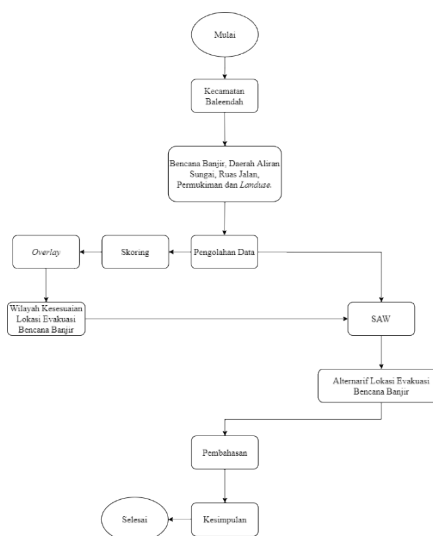 Mulai
Kecamatan
Baleendah
Bencana Banjir, Daerah Aliran
Sungai, Ruas Jalan,
Permukiman dan Landuse.
Overlay
Skoring
Pengolahan Data
Wilayah Kesesuaian
Lokasi Evakuasi
Bencana Banjir
SAW
Alternarif Lokasi Evakuasi
Bencana Banjir
Pembahasan
Selesai
Kesimpulan